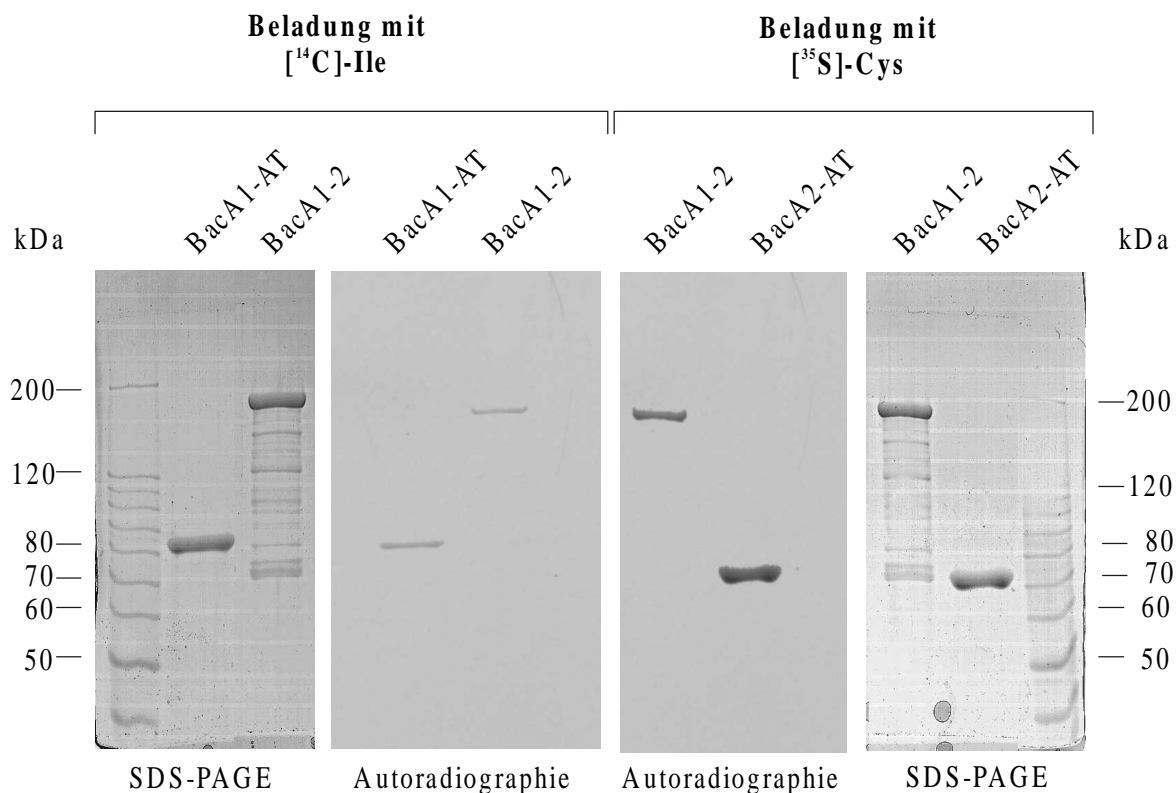 Beladung mit
[¹⁴C]-Ile
Beladung mit
[³⁵S]-Cys
BacA1-AT
BacA1-2
BacA1-AT
BacA1-2
BacA1-2
BacA2-AT
BacA1-2
BacA2-AT
kDa
kDa
200
120
80
70
60
50
200
120
80
70
60
50
SDS-PAGE
Autoradiographie
Autoradiographie
SDS-PAGE